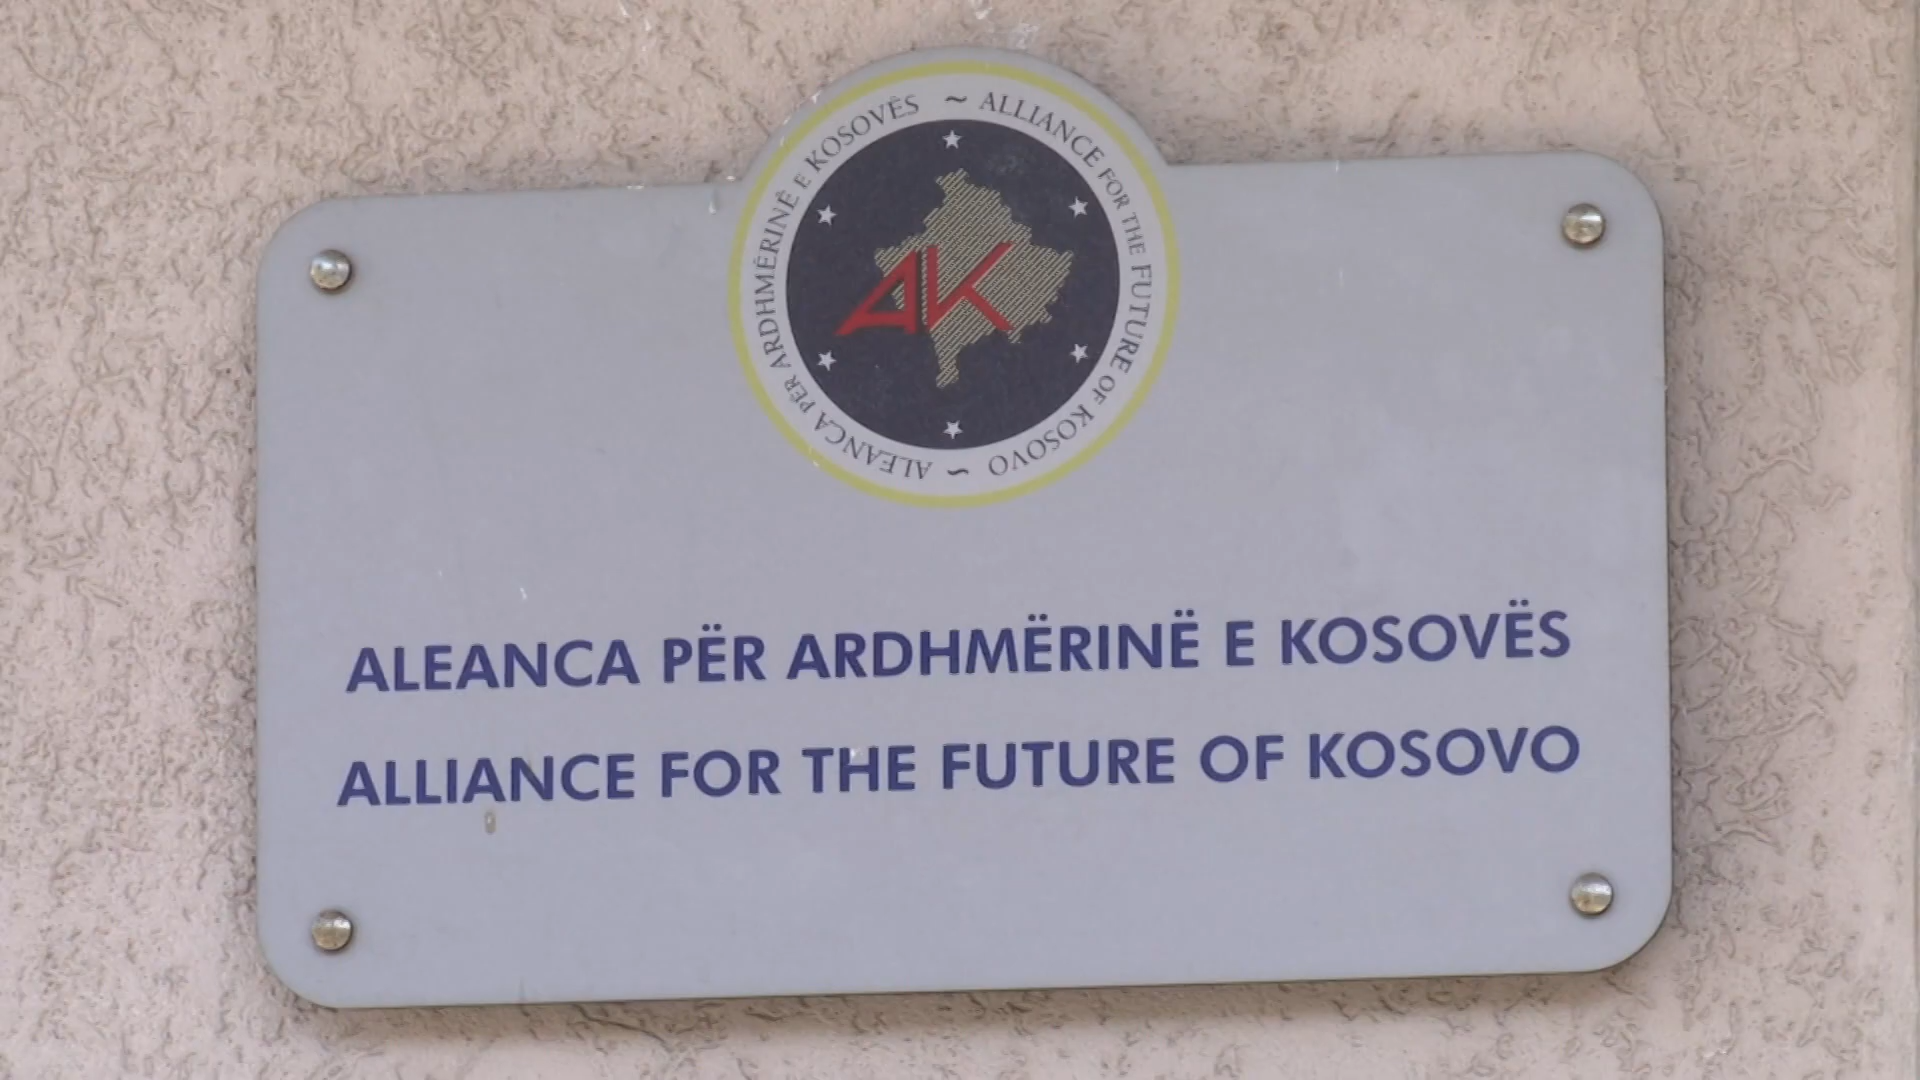 ALEANCA PËR ARDHMËRINË E KOSOVËS ~ ALLIANCE FOR THE FUTURE OF KOSOVO ~
AK
ALEANCA PËR ARDHMËRINË E KOSOVËS
ALLIANCE FOR THE FUTURE OF KOSOVO